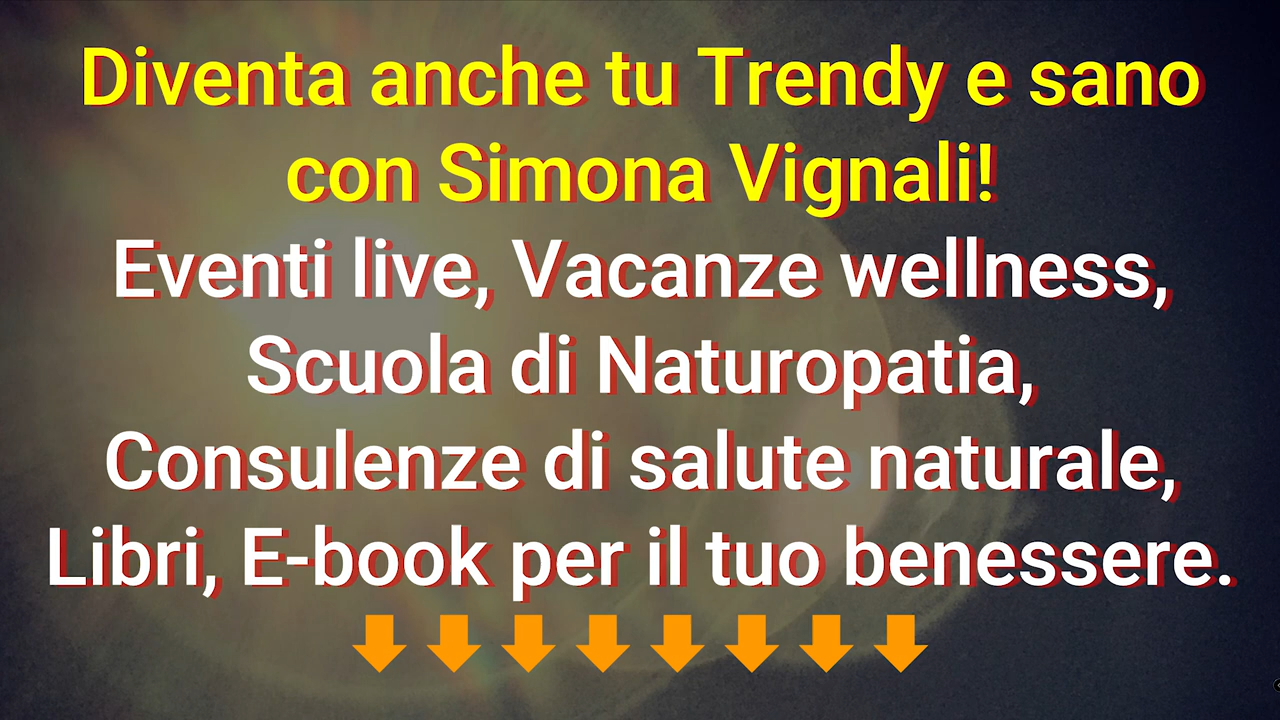 Diventa anche tu Trendy e sano
con Simona Vignali!
Eventi live, Vacanze wellness,
Scuola di Naturopatia,
Consulenze di salute naturale,
Libri, E-book per il tuo benessere.